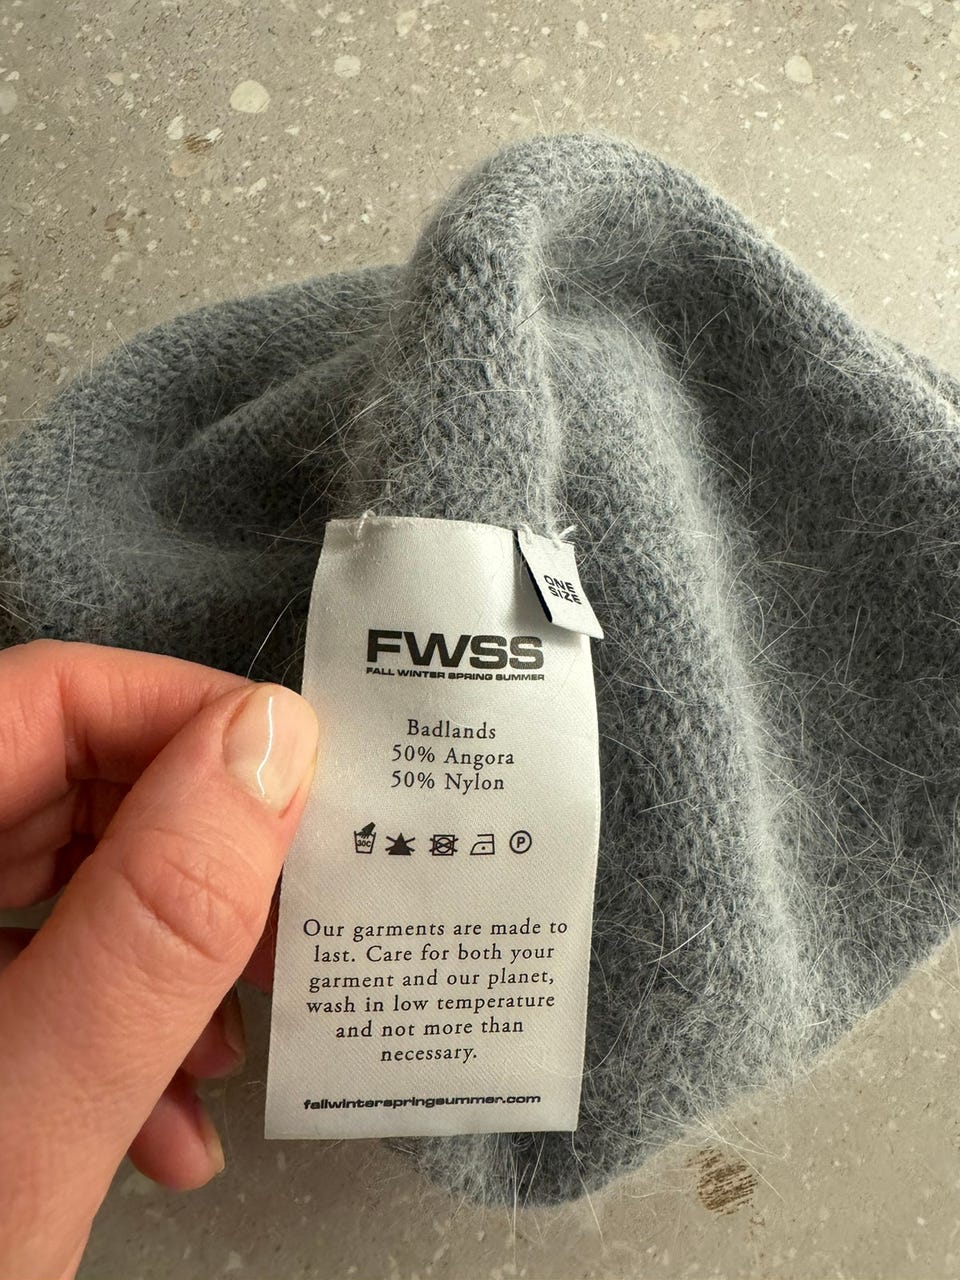 ONE
SIZE
FWSS
FALL WINTER SPRING SUMMER
Badlands
50% Angora
50% Nylon
30C
P
Our garments are made to
last. Care for both your
garment and our planet,
wash in low temperature
and not more than
necessary.
fallwinterspringsummer.com